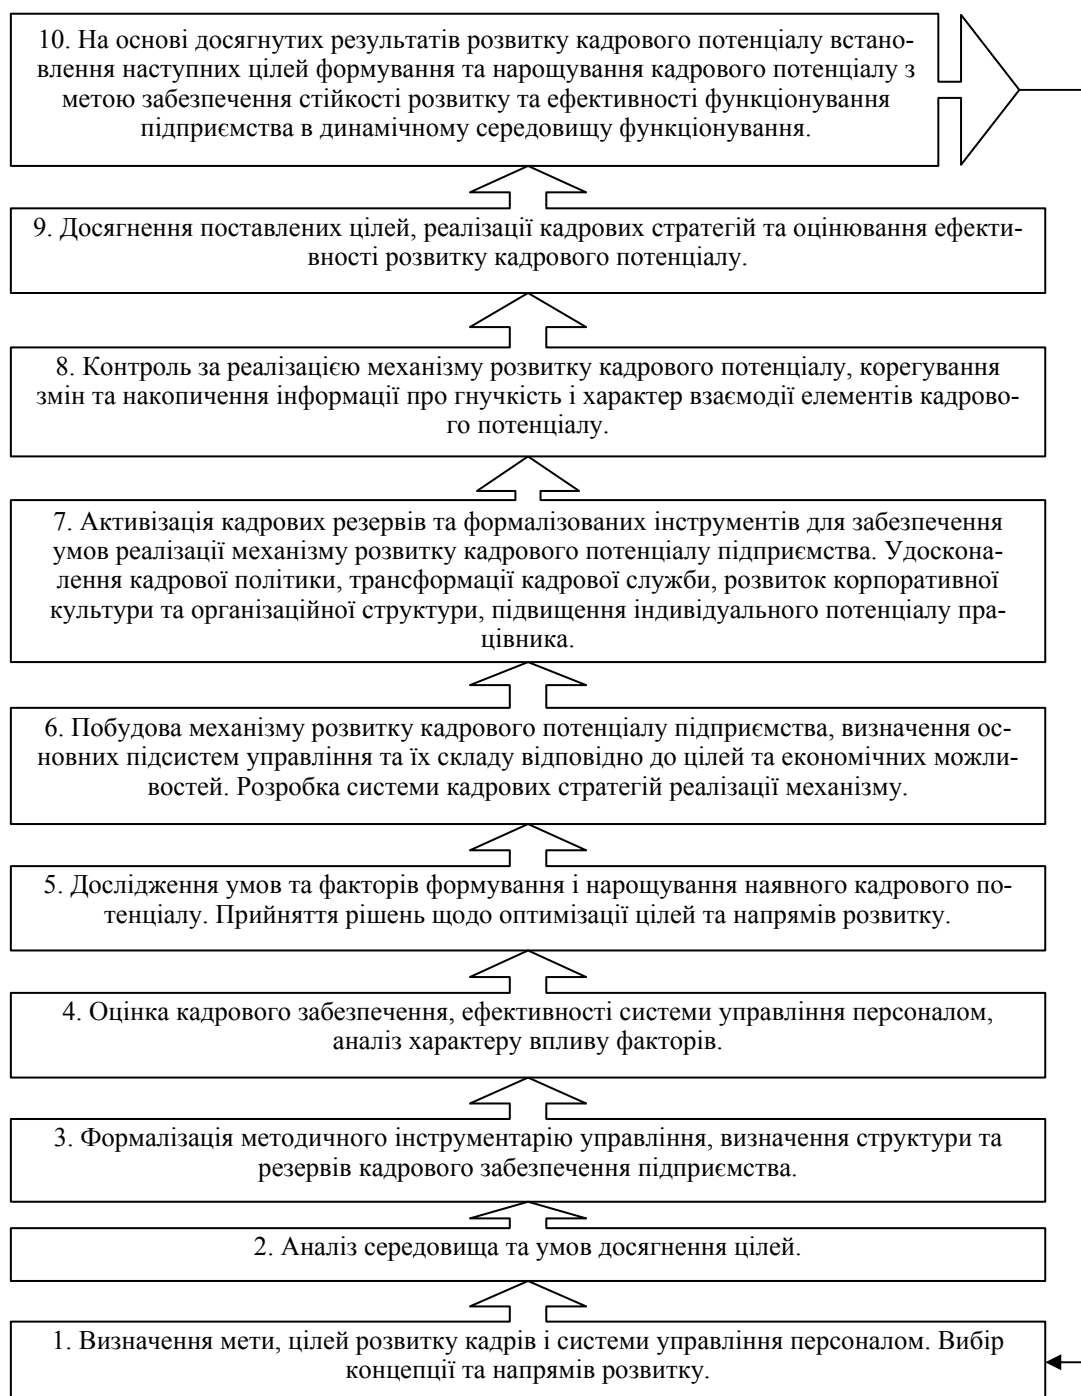 10. На основі досягнутих результатів розвитку кадрового потенціалу встано-
влення наступних цілей формування та нарощування кадрового потенціалу з
метою забезпечення стійкості розвитку та ефективності функціонування
підприємства в динамічному середовищу функціонування.
9. Досягнення поставлених цілей, реалізації кадрових стратегій та оцінювання ефекти-
вності розвитку кадрового потенціалу.
8. Контроль за реалізацією механізму розвитку кадрового потенціалу, корегування
змін та накопичення інформації про гнучкість і характер взаємодії елементів кадрово-
го потенціалу.
7. Активізація кадрових резервів та формалізованих інструментів для забезпечення
умов реалізації механізму розвитку кадрового потенціалу підприємства. Удоскона-
лення кадрової політики, трансформації кадрової служби, розвиток корпоративної
культури та організаційної структури, підвищення індивідуального потенціалу пра-
цівника.
6. Побудова механізму розвитку кадрового потенціалу підприємства, визначення ос-
новних підсистем управління та їх складу відповідно до цілей та економічних можли-
востей. Розробка системи кадрових стратегій реалізації механізму.
5. Дослідження умов та факторів формування і нарощування наявного кадрового по-
тенціалу. Прийняття рішень щодо оптимізації цілей та напрямів розвитку.
4. Оцінка кадрового забезпечення, ефективності системи управління персоналом,
аналіз характеру впливу факторів.
3. Формалізація методичного інструментарію управління, визначення структури та
резервів кадрового забезпечення підприємства.
2. Аналіз середовища та умов досягнення цілей.
1. Визначення мети, цілей розвитку кадрів і системи управління персоналом. Вибір
концепції та напрямів розвитку.